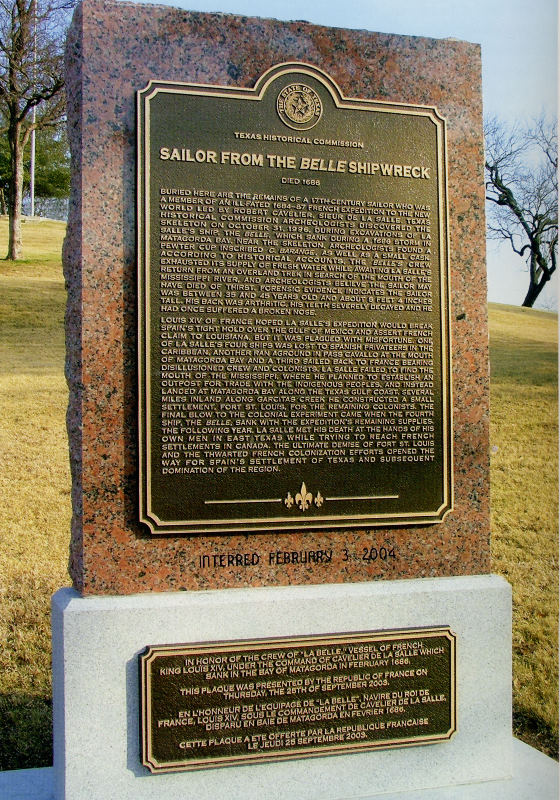 THE STATE OF TEXAS
TEXAS HISTORICAL COMMISSION
SAILOR FROM THE BELLE SHIPWRECK
DIED 1686
BURIED HERE ARE THE REMAINS OF A 17TH-CENTURY SAILOR WHO WAS
A MEMBER OF AN ILL-FATED 1684-87 FRENCH EXPEDITION TO THE NEW
WORLD LED BY ROBERT CAVELIER, SIEUR DE LA SALLE. TEXAS
HISTORICAL COMMISSION ARCHEOLOGISTS DISCOVERED THE
SKELETON ON OCTOBER 31, 1996, DURING EXCAVATIONS OF LA
SALLE'S SHIP, THE BELLE, WHICH SANK DURING A 1686 STORM IN
MATAGORDA BAY. NEAR THE SKELETON, ARCHEOLOGISTS FOUND A
PEWTER CUP INSCRIBED C. BARANGE, AS WELL AS A SMALL CASK.
ACCORDING TO HISTORICAL ACCOUNTS, THE BELLE'S CREW
EXHAUSTED ITS SUPPLY OF FRESH WATER WHILE AWAITING LA SALLE'S
RETURN FROM AN OVERLAND TREK IN SEARCH OF THE MOUTH OF THE
MISSISSIPPI RIVER, AND ARCHEOLOGISTS BELIEVE THE SAILOR MAY
HAVE DIED OF THIRST. FORENSIC EVIDENCE INDICATES THE SAILOR
WAS BETWEEN 35 AND 45 YEARS OLD AND ABOUT 5 FEET 4 INCHES
TALL. HIS BACK WAS ARTHRITIC, HIS TEETH SEVERELY DECAYED AND HE
HAD ONCE SUFFERED A BROKEN NOSE.
LOUIS XIV OF FRANCE HOPED LA SALLE'S EXPEDITION WOULD BREAK
SPAIN'S TIGHT HOLD OVER THE GULF OF MEXICO AND ASSERT FRENCH
CLAIM TO LOUISIANA, BUT IT WAS PLAGUED WITH MISFORTUNE. ONE
OF LA SALLE'S FOUR SHIPS WAS LOST TO SPANISH PRIVATEERS IN THE
CARIBBEAN, ANOTHER RAN AGROUND IN PASS CAVALLO AT THE MOUTH
OF MATAGORDA BAY AND A THIRD SAILED BACK TO FRANCE BEARING
DISILLUSIONED CREW AND COLONISTS. LA SALLE FAILED TO FIND THE
MOUTH OF THE MISSISSIPPI, WHERE HE PLANNED TO ESTABLISH AN
OUTPOST FOR TRADE WITH THE INDIGENOUS PEOPLES, AND INSTEAD
LANDED AT MATAGORDA BAY ALONG THE TEXAS GULF COAST. SEVERAL
MILES INLAND ALONG GARCITAS CREEK HE CONSTRUCTED A SMALL
SETTLEMENT, FORT ST. LOUIS, FOR THE REMAINING COLONISTS. THE
FINAL BLOW TO THE COLONIAL EXPERIMENT CAME WHEN THE FOURTH
SHIP, THE BELLE, SANK WITH THE EXPEDITION'S REMAINING SUPPLIES.
THE FOLLOWING YEAR, LA SALLE MET HIS DEATH AT THE HANDS OF HIS
OWN MEN IN EAST TEXAS WHILE TRYING TO REACH FRENCH
SETTLEMENTS IN CANADA. THE ULTIMATE DEMISE OF FORT ST. LOUIS
AND THE THWARTED FRENCH COLONIZATION EFFORTS OPENED THE
WAY FOR SPAIN'S SETTLEMENT OF TEXAS AND SUBSEQUENT
DOMINATION OF THE REGION.
INTERRED FEBRUARY 3 2004
IN HONOR OF THE CREW OF "LA BELLE," VESSEL OF FRENCH
KING LOUIS XIV, UNDER THE COMMAND OF CAVELIER DE LA SALLE WHICH
SANK IN THE BAY OF MATAGORDA IN FEBRUARY 1686.
THIS PLAQUE WAS PRESENTED BY THE REPUBLIC OF FRANCE ON
THURSDAY, THE 25TH OF SEPTEMBER 2003.
EN L'HONNEUR DE L'EQUIPAGE DE "LA BELLE", NAVIRE DU ROI DE
FRANCE, LOUIS XIV, SOUS LE COMMANDEMENT DE CAVELIER DE LA SALLE,
DISPARU EN BAIE DE MATAGORDA EN FEVRIER 1686.
CETTE PLAQUE A ETE OFFERTE PAR LA REPUBLIQUE FRANCAISE
LE JEUDI 25 SEPTEMBRE 2003.